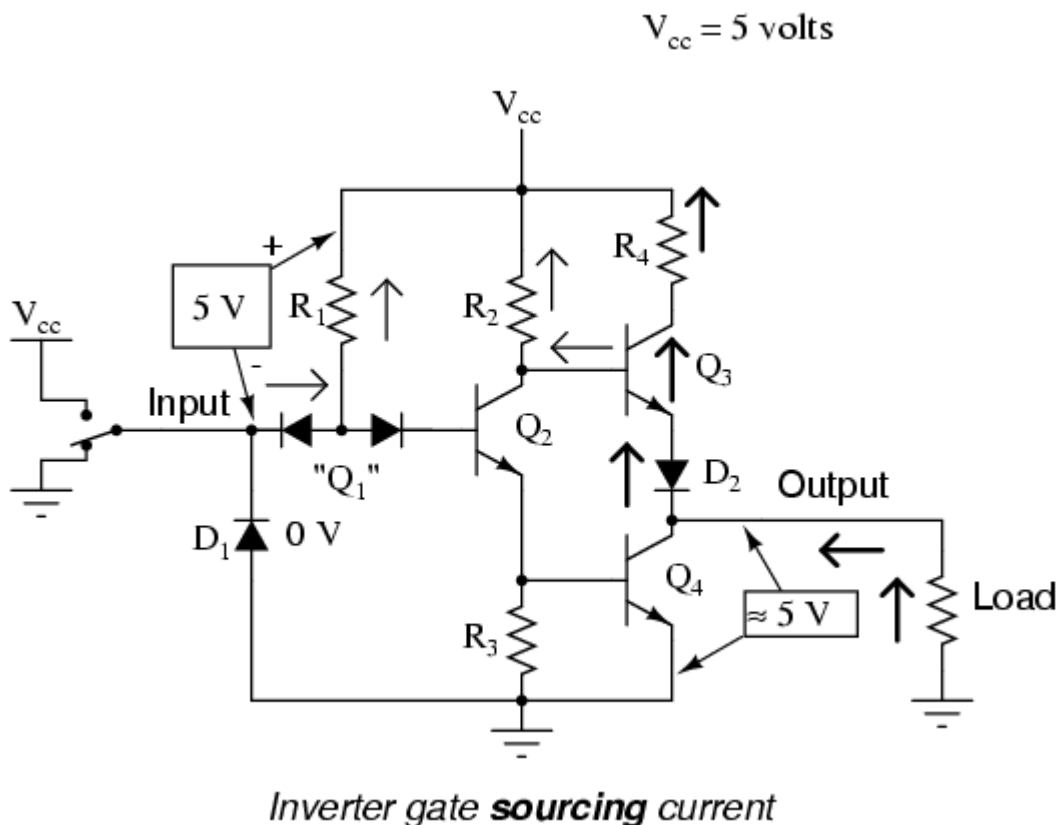 Vcc = 5 volts
Vcc
+
R4
5 V
R1
R2
Vcc
-
Q3
Input
Q2
"Q1"
D2
Output
D1
0 V
Q4
Load
≈ 5 V
R3
Inverter gate sourcing current